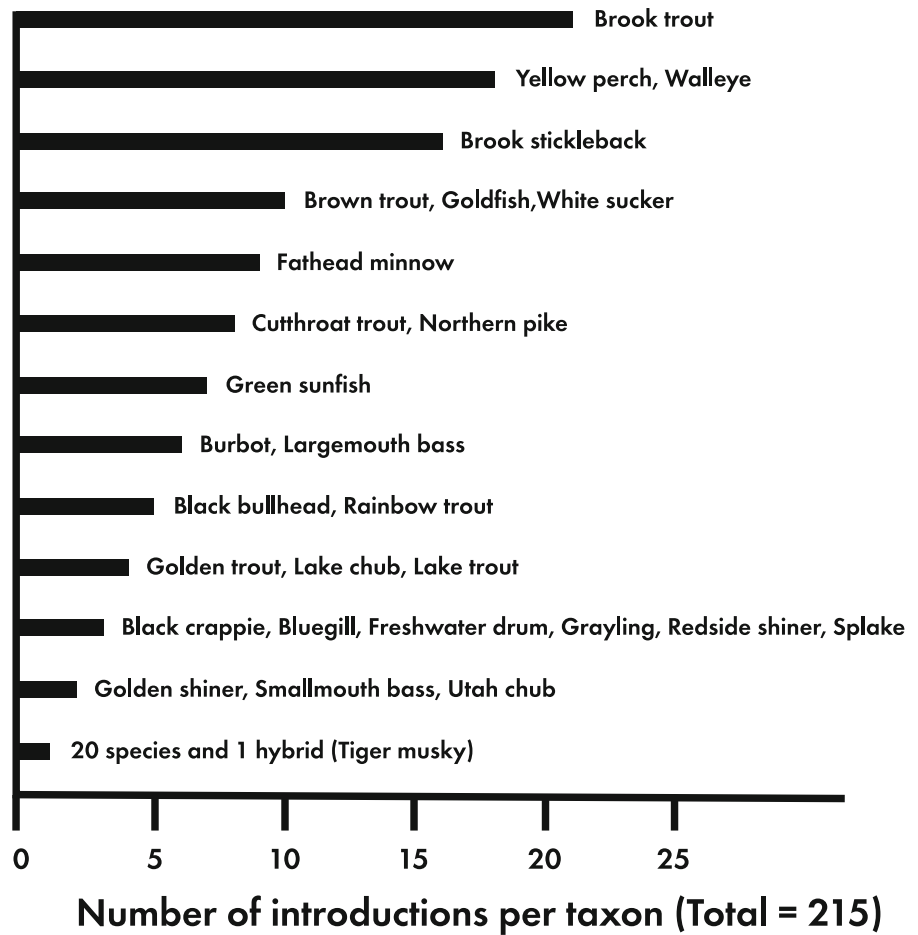 Brook trout
Yellow perch, Walleye
Brook stickleback
Brown trout, Goldfish,White sucker
Fathead minnow
Cutthroat trout, Northern pike
Green sunfish
Burbot, Largemouth bass
Black bullhead, Rainbow trout
Golden trout, Lake chub, Lake trout
Black crappie, Bluegill, Freshwater drum, Grayling, Redside shiner, Splake
Golden shiner, Smallmouth bass, Utah chub
20 species and 1 hybrid (Tiger musky)
0 5 10 15 20 25
Number of introductions per taxon (Total = 215)